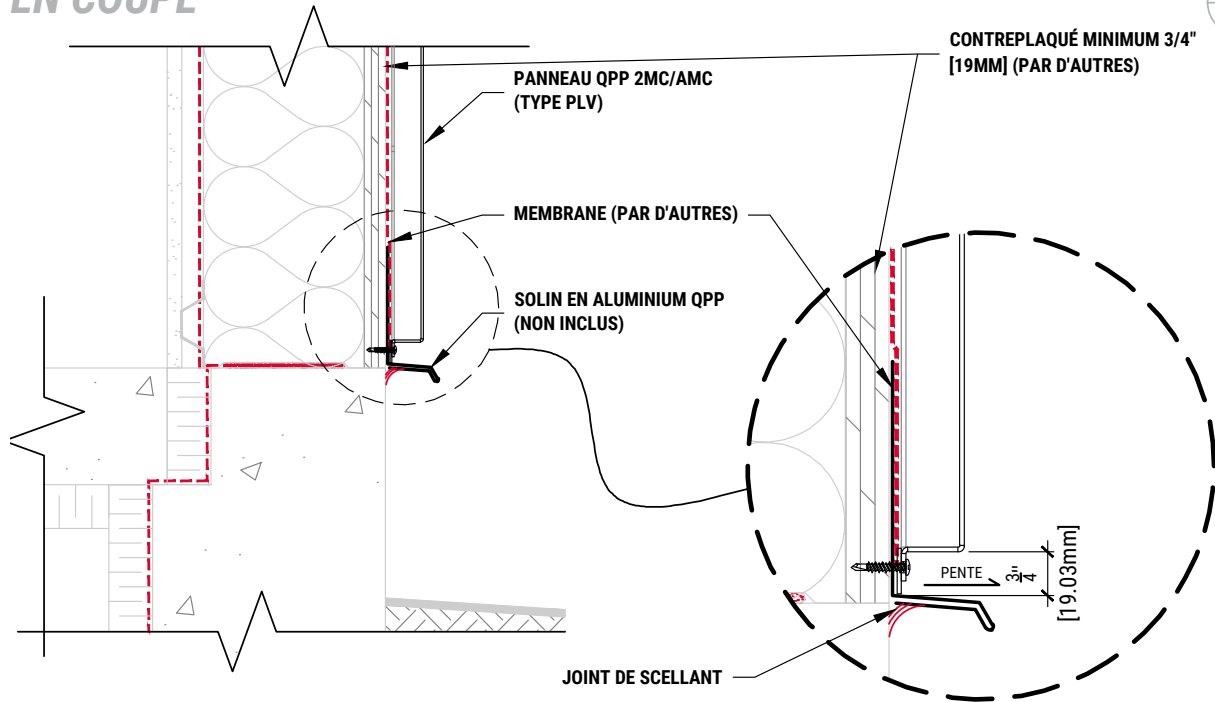 EN COUPE
CONTREPLAQUÉ MINIMUM 3/4"
[19MM] (PAR D'AUTRES)
PANNEAU QPP 2MC/AMC
(TYPE PLV)
MEMBRANE (PAR D'AUTRES)
SOLIN EN ALUMINIUM QPP
(NON INCLUS)
PENTE
3/4"
[19.03mm]
JOINT DE SCELLANT